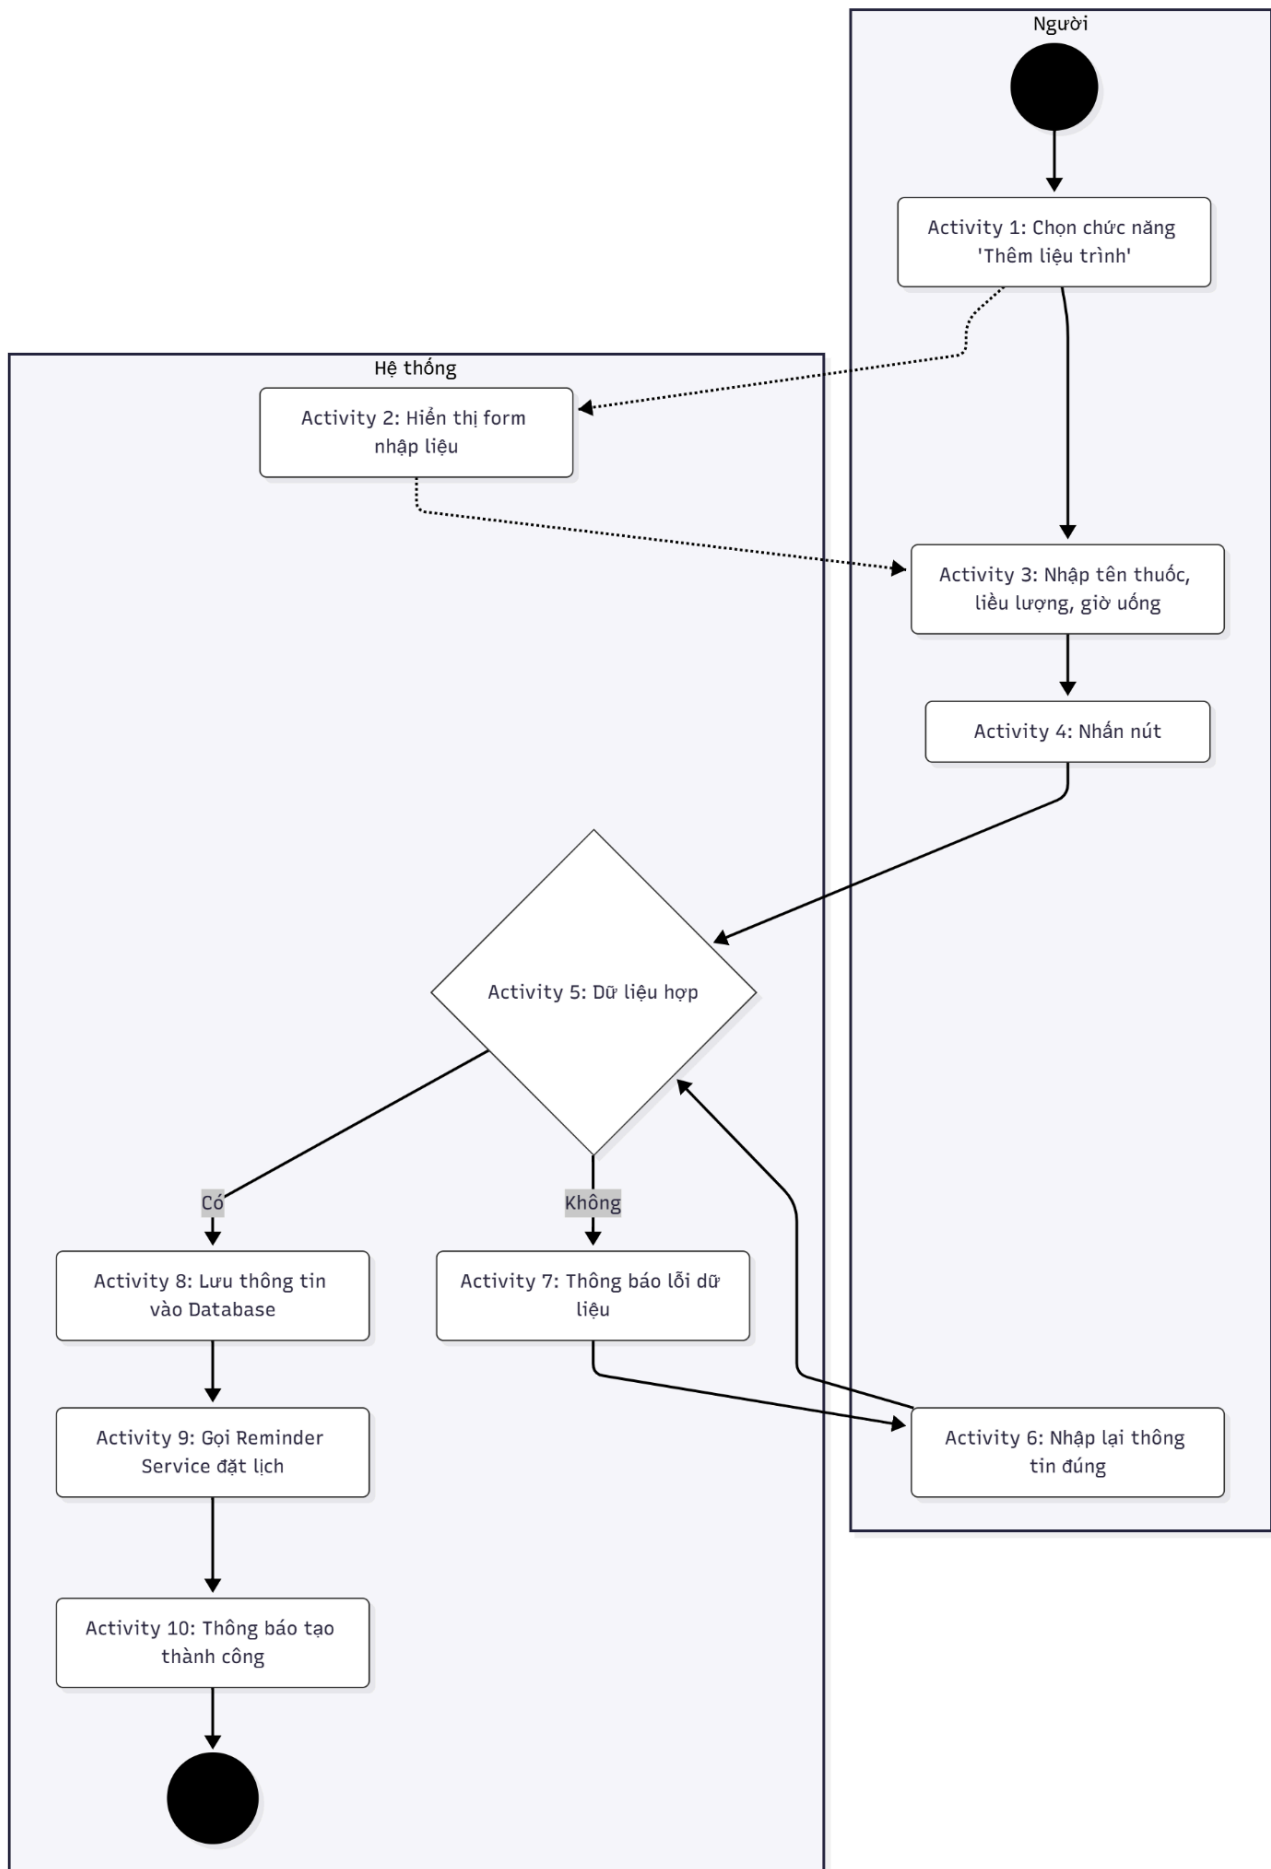 Người
Activity 1: Chọn chức năng
'Thêm liệu trình'
Hệ thống
Activity 2: Hiển thị form
nhập liệu
Activity 3: Nhập tên thuốc,
liều lượng, giờ uống
Activity 4: Nhấn nút
Activity 5: Dữ liệu hợp
Có
Không
Activity 8: Lưu thông tin
vào Database
Activity 7: Thông báo lỗi dữ
liệu
Activity 9: Gọi Reminder
Service đặt lịch
Activity 6: Nhập lại thông
tin đúng
Activity 10: Thông báo tạo
thành công